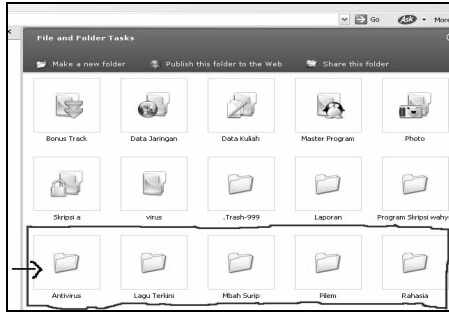 Go Ask More
File and Folder Tasks
Make a new folder Publish this folder to the Web Share this folder
Bonus Track Data Jaringan Data Kuliah Master Program Photo
Skripsi a virus .Trash-999 Laporan Program Skripsi wahy
Antivirus Lagu Terkini Mbah Surip Pilem Rahasia